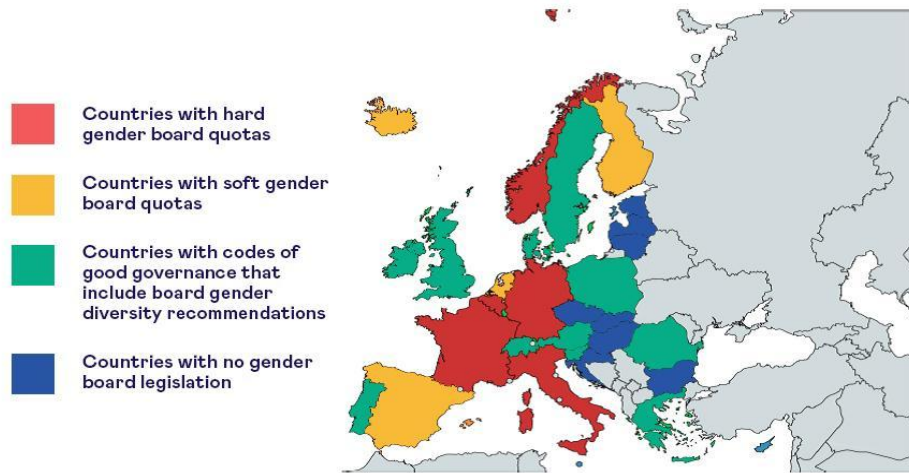 Countries with hard
gender board quotas
Countries with soft gender
board quotas
Countries with codes of
good governance that
include board gender
diversity recommendations
Countries with no gender
board legislation